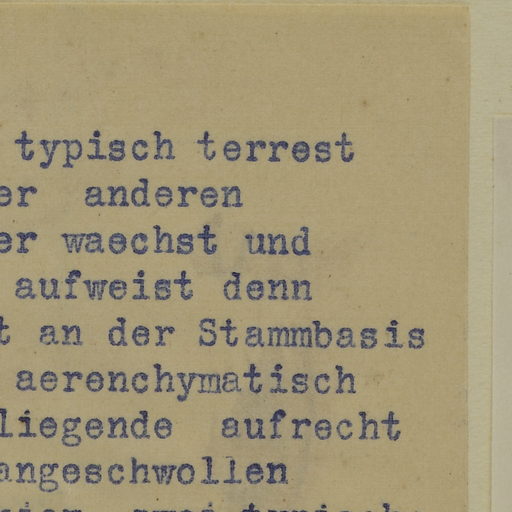 typisch terrest
er anderen
er waechst und
aufweist denn
t an der Stammbasis
aerenchymatisch
liegende aufrecht
angeschwollen